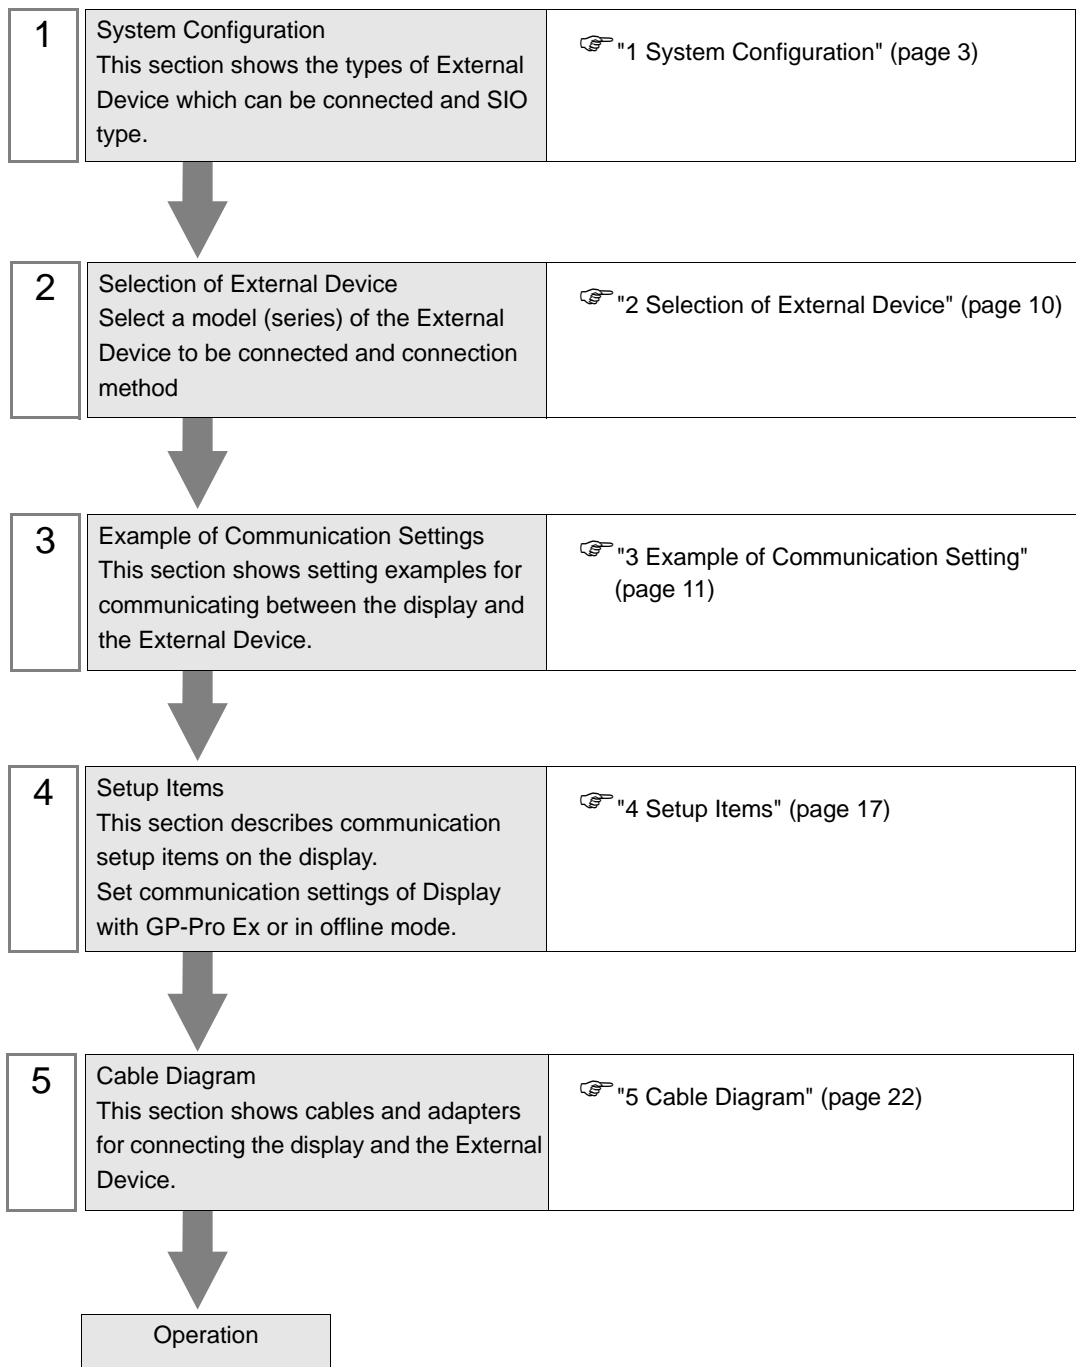 1
System Configuration
This section shows the types of External
Device which can be connected and SIO
type.
"1 System Configuration" (page 3)
2
Selection of External Device
Select a model (series) of the External
Device to be connected and connection
method
"2 Selection of External Device" (page 10)
3
Example of Communication Settings
This section shows setting examples for
communicating between the display and
the External Device.
"3 Example of Communication Setting"
(page 11)
4
Setup Items
This section describes communication
setup items on the display.
Set communication settings of Display
with GP-Pro Ex or in offline mode.
"4 Setup Items" (page 17)
5
Cable Diagram
This section shows cables and adapters
for connecting the display and the External
Device.
"5 Cable Diagram" (page 22)
Operation